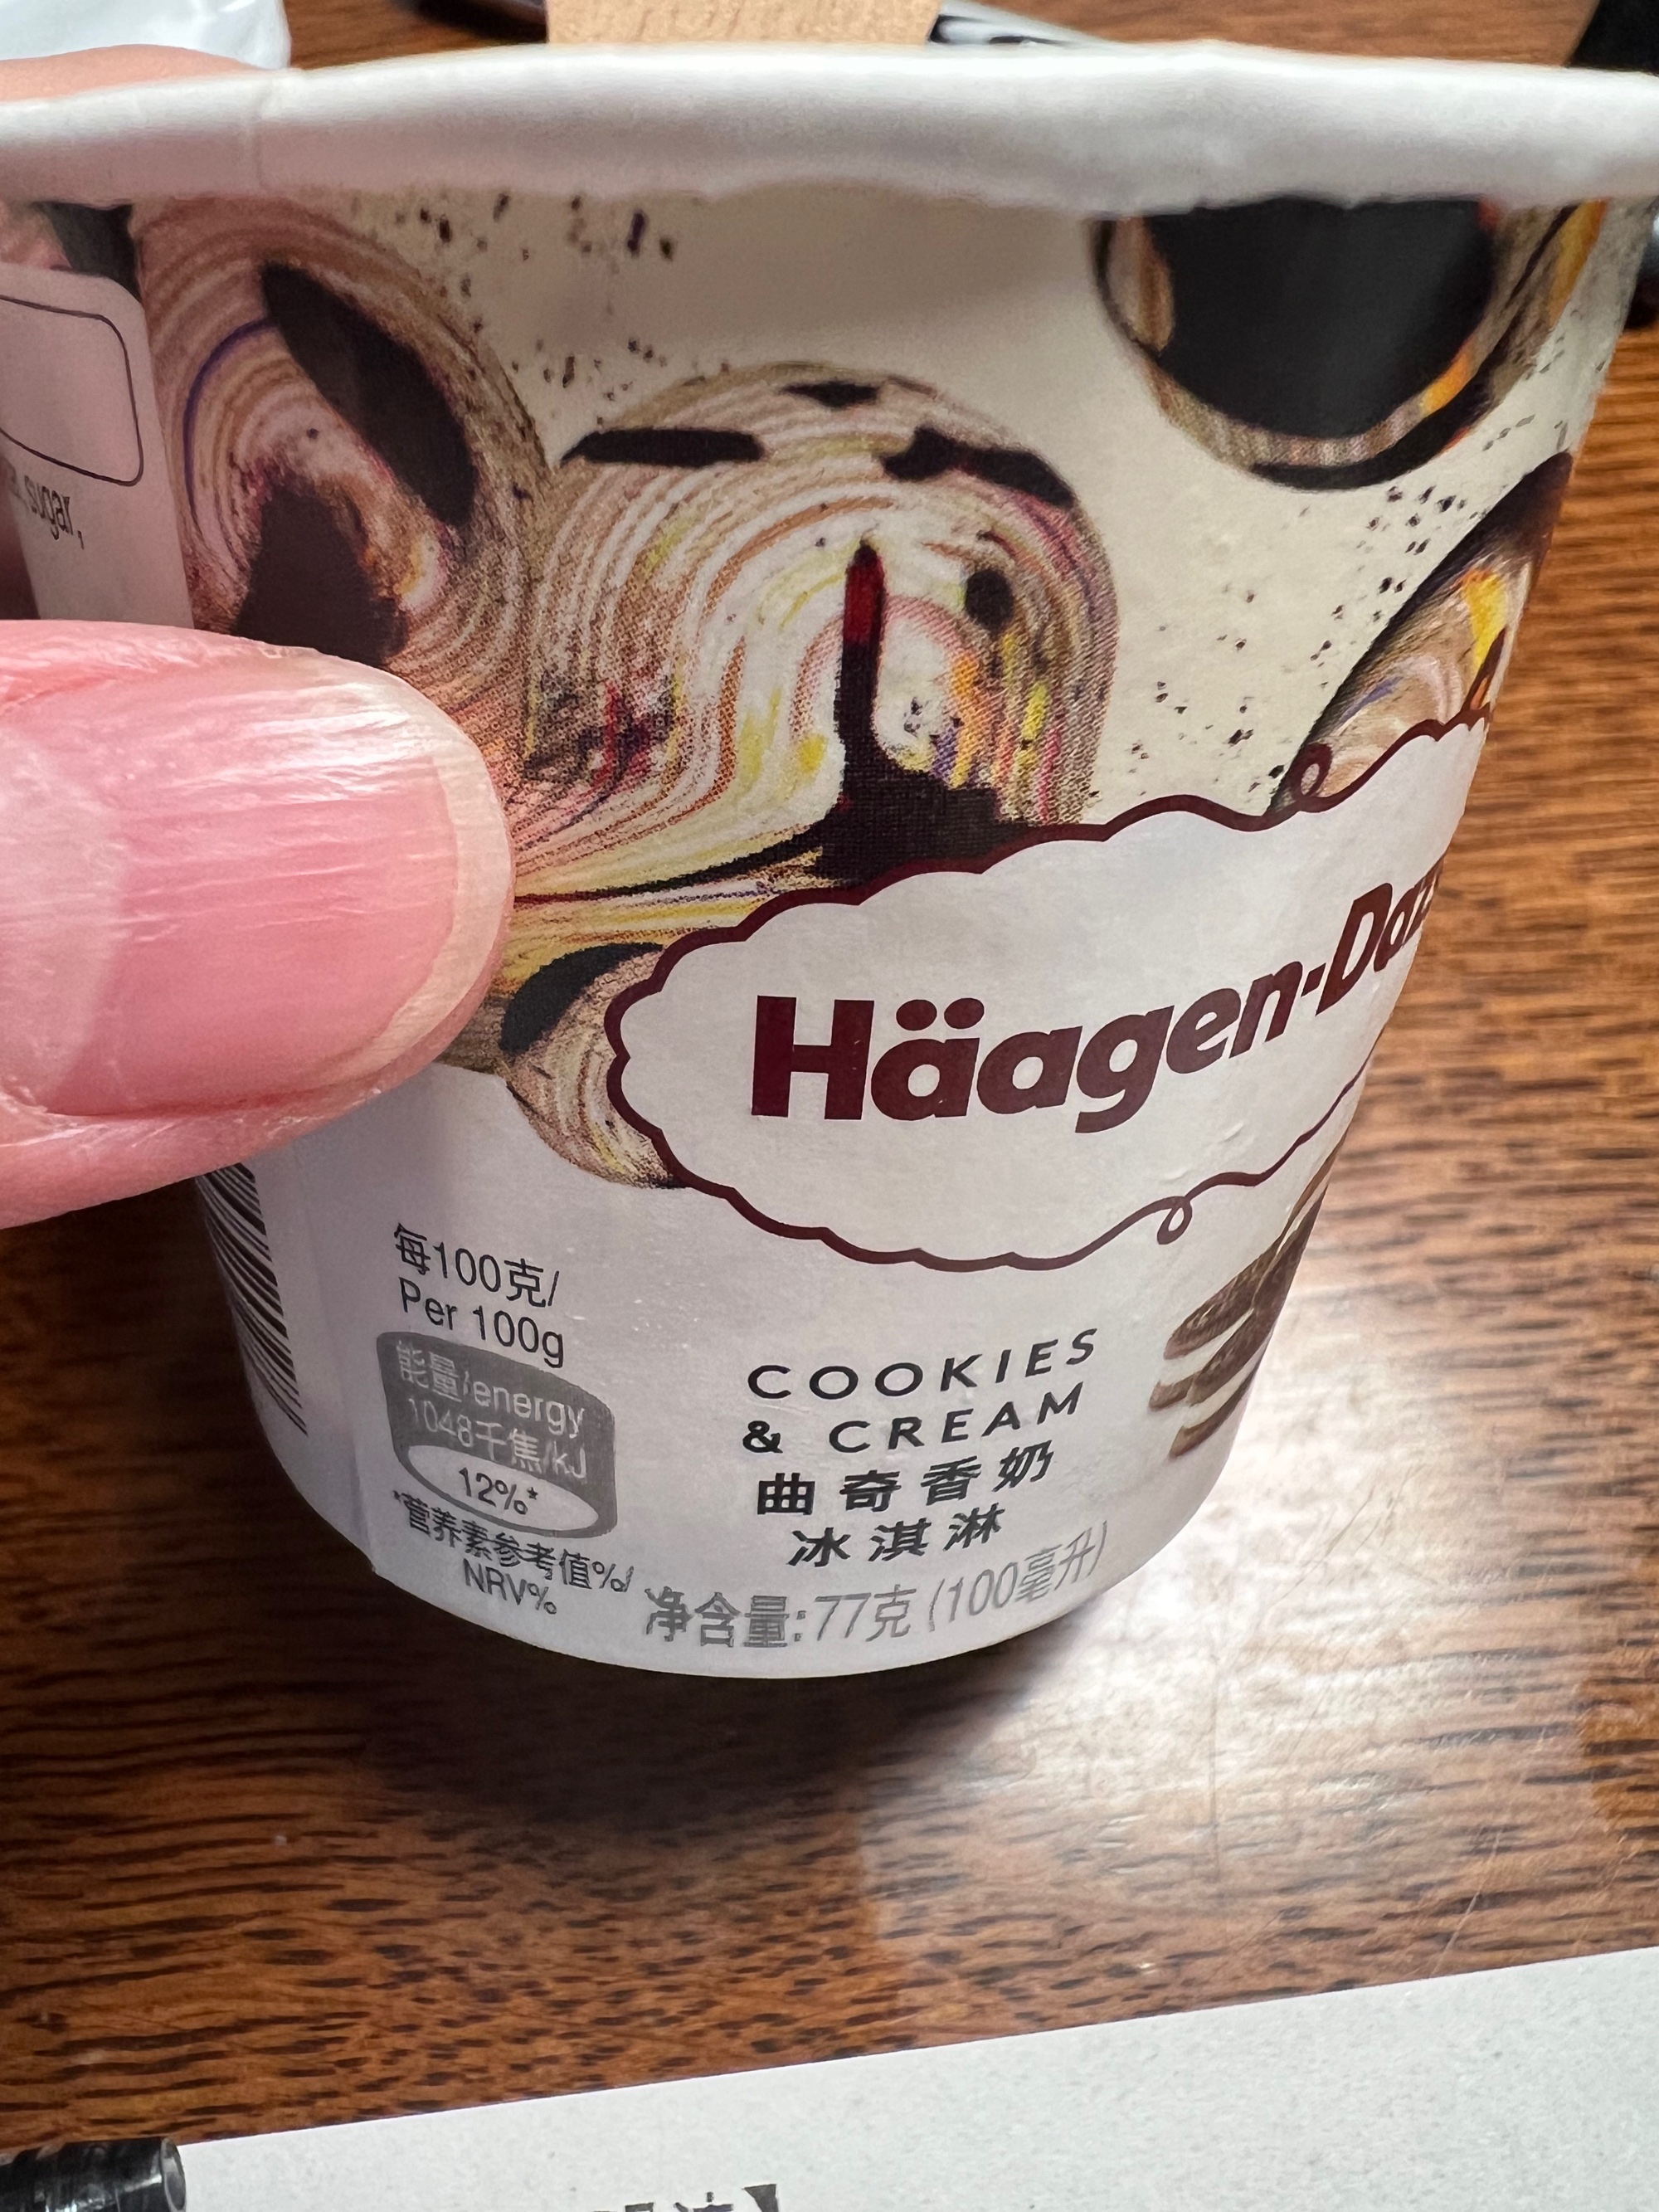 sugar,
Häagen-Daz
每100克/
Per 100g
能量/energy
1048千焦/kJ
12%*
*营养素参考值%/
NRV%
COOKIES
& CREAM
曲奇香奶
冰淇淋
净含量:77克(100毫升)